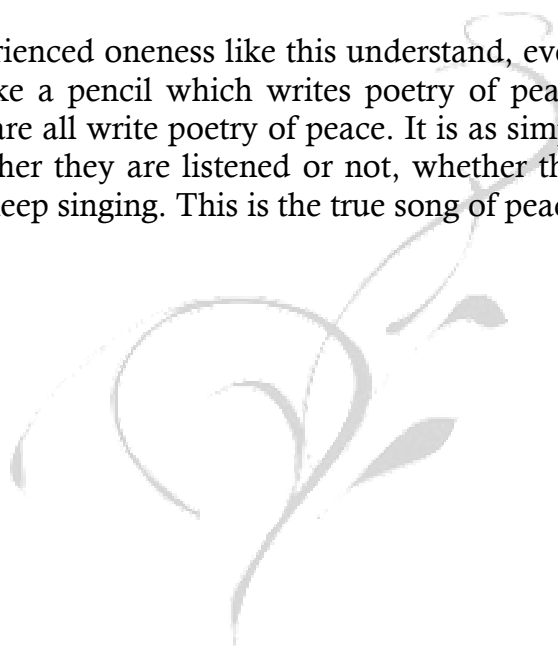 rienced oneness like this understand, eve
ke a pencil which writes poetry of pea
are all write poetry of peace. It is as sim
her they are listened or not, whether th
eep singing. This is the true song of peac